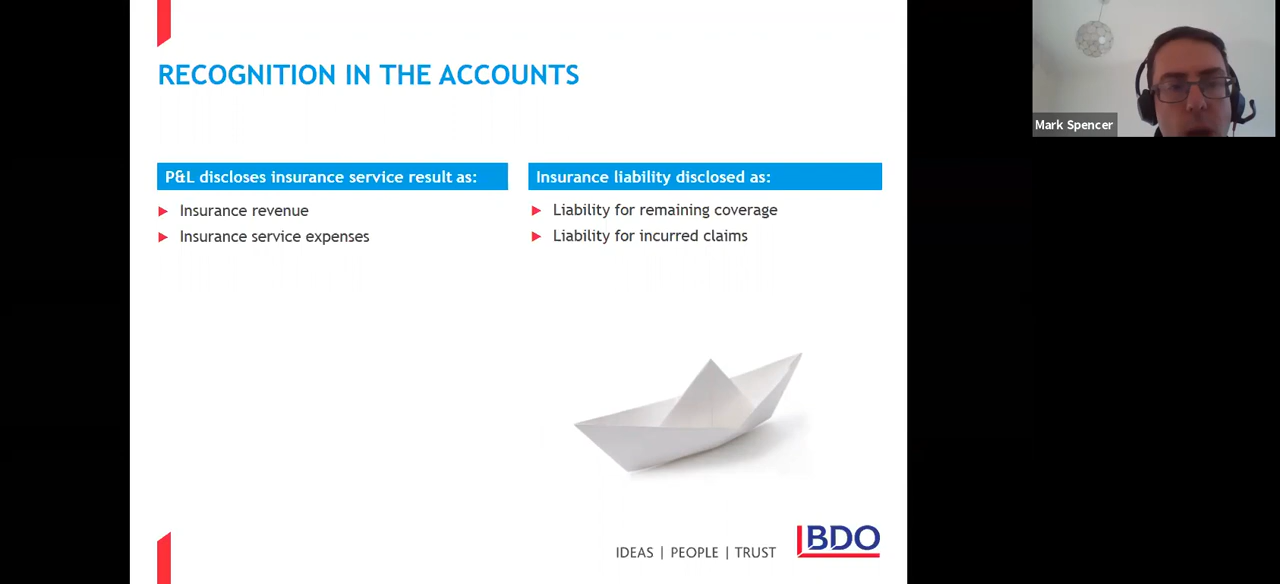 RECOGNITION IN THE ACCOUNTS
P&L discloses insurance service result as:
Insurance revenue
Insurance service expenses
Insurance liability disclosed as:
Liability for remaining coverage
Liability for incurred claims
IDEAS | PEOPLE | TRUST
BDO
Mark Spencer